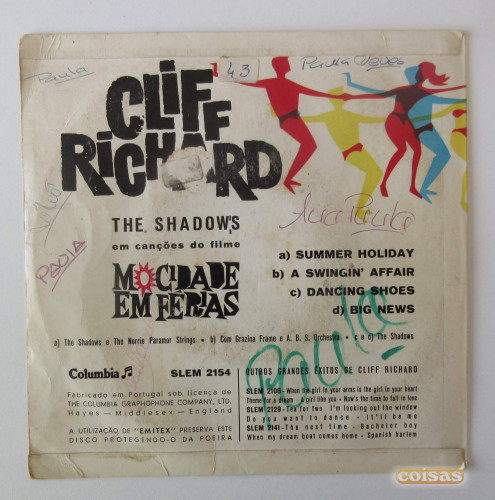 43
Paula Neves
Paula
CLIFF
RICHARD
Julia
PAOLA
Ana Paula
THE SHADOWS
em canções do filme
MOCIDADE
EM FÉRIAS
a) SUMMER HOLIDAY
b) A SWINGIN' AFFAIR
c) DANCING SHOES
d) BIG NEWS
a) The Shadows e The Norrie Paramor Strings. • b) Com Grazina Frame e A. B. S. Orchestra • c e d) The Shadows
Paula
Columbia
SLEM 2154
Fabricado em Portugal sob licença de
THE COLUMBIA GRAPHOPHONE COMPANY, LTD.
Hayes - Middlesex - England
A UTILIZAÇÃO DE "EMITEX" PRESERVA ESTE
DISCO PROTEGENDO-O DA POEIRA
OUTROS GRANDES ÊXITOS DE CLIFF RICHARD
SLEM 2106 - When the girl in your arms is the girl in your heart
Theme for a dream - A girl like you - Now's the time to fall in love
SLEM 2129 - Tea for two - I'm looking out the window
Do you want to dance - It'll be me
SLEM 2141 - The next time - Bachelor boy
When my dream boat comes home - Spanish harlem
coisas